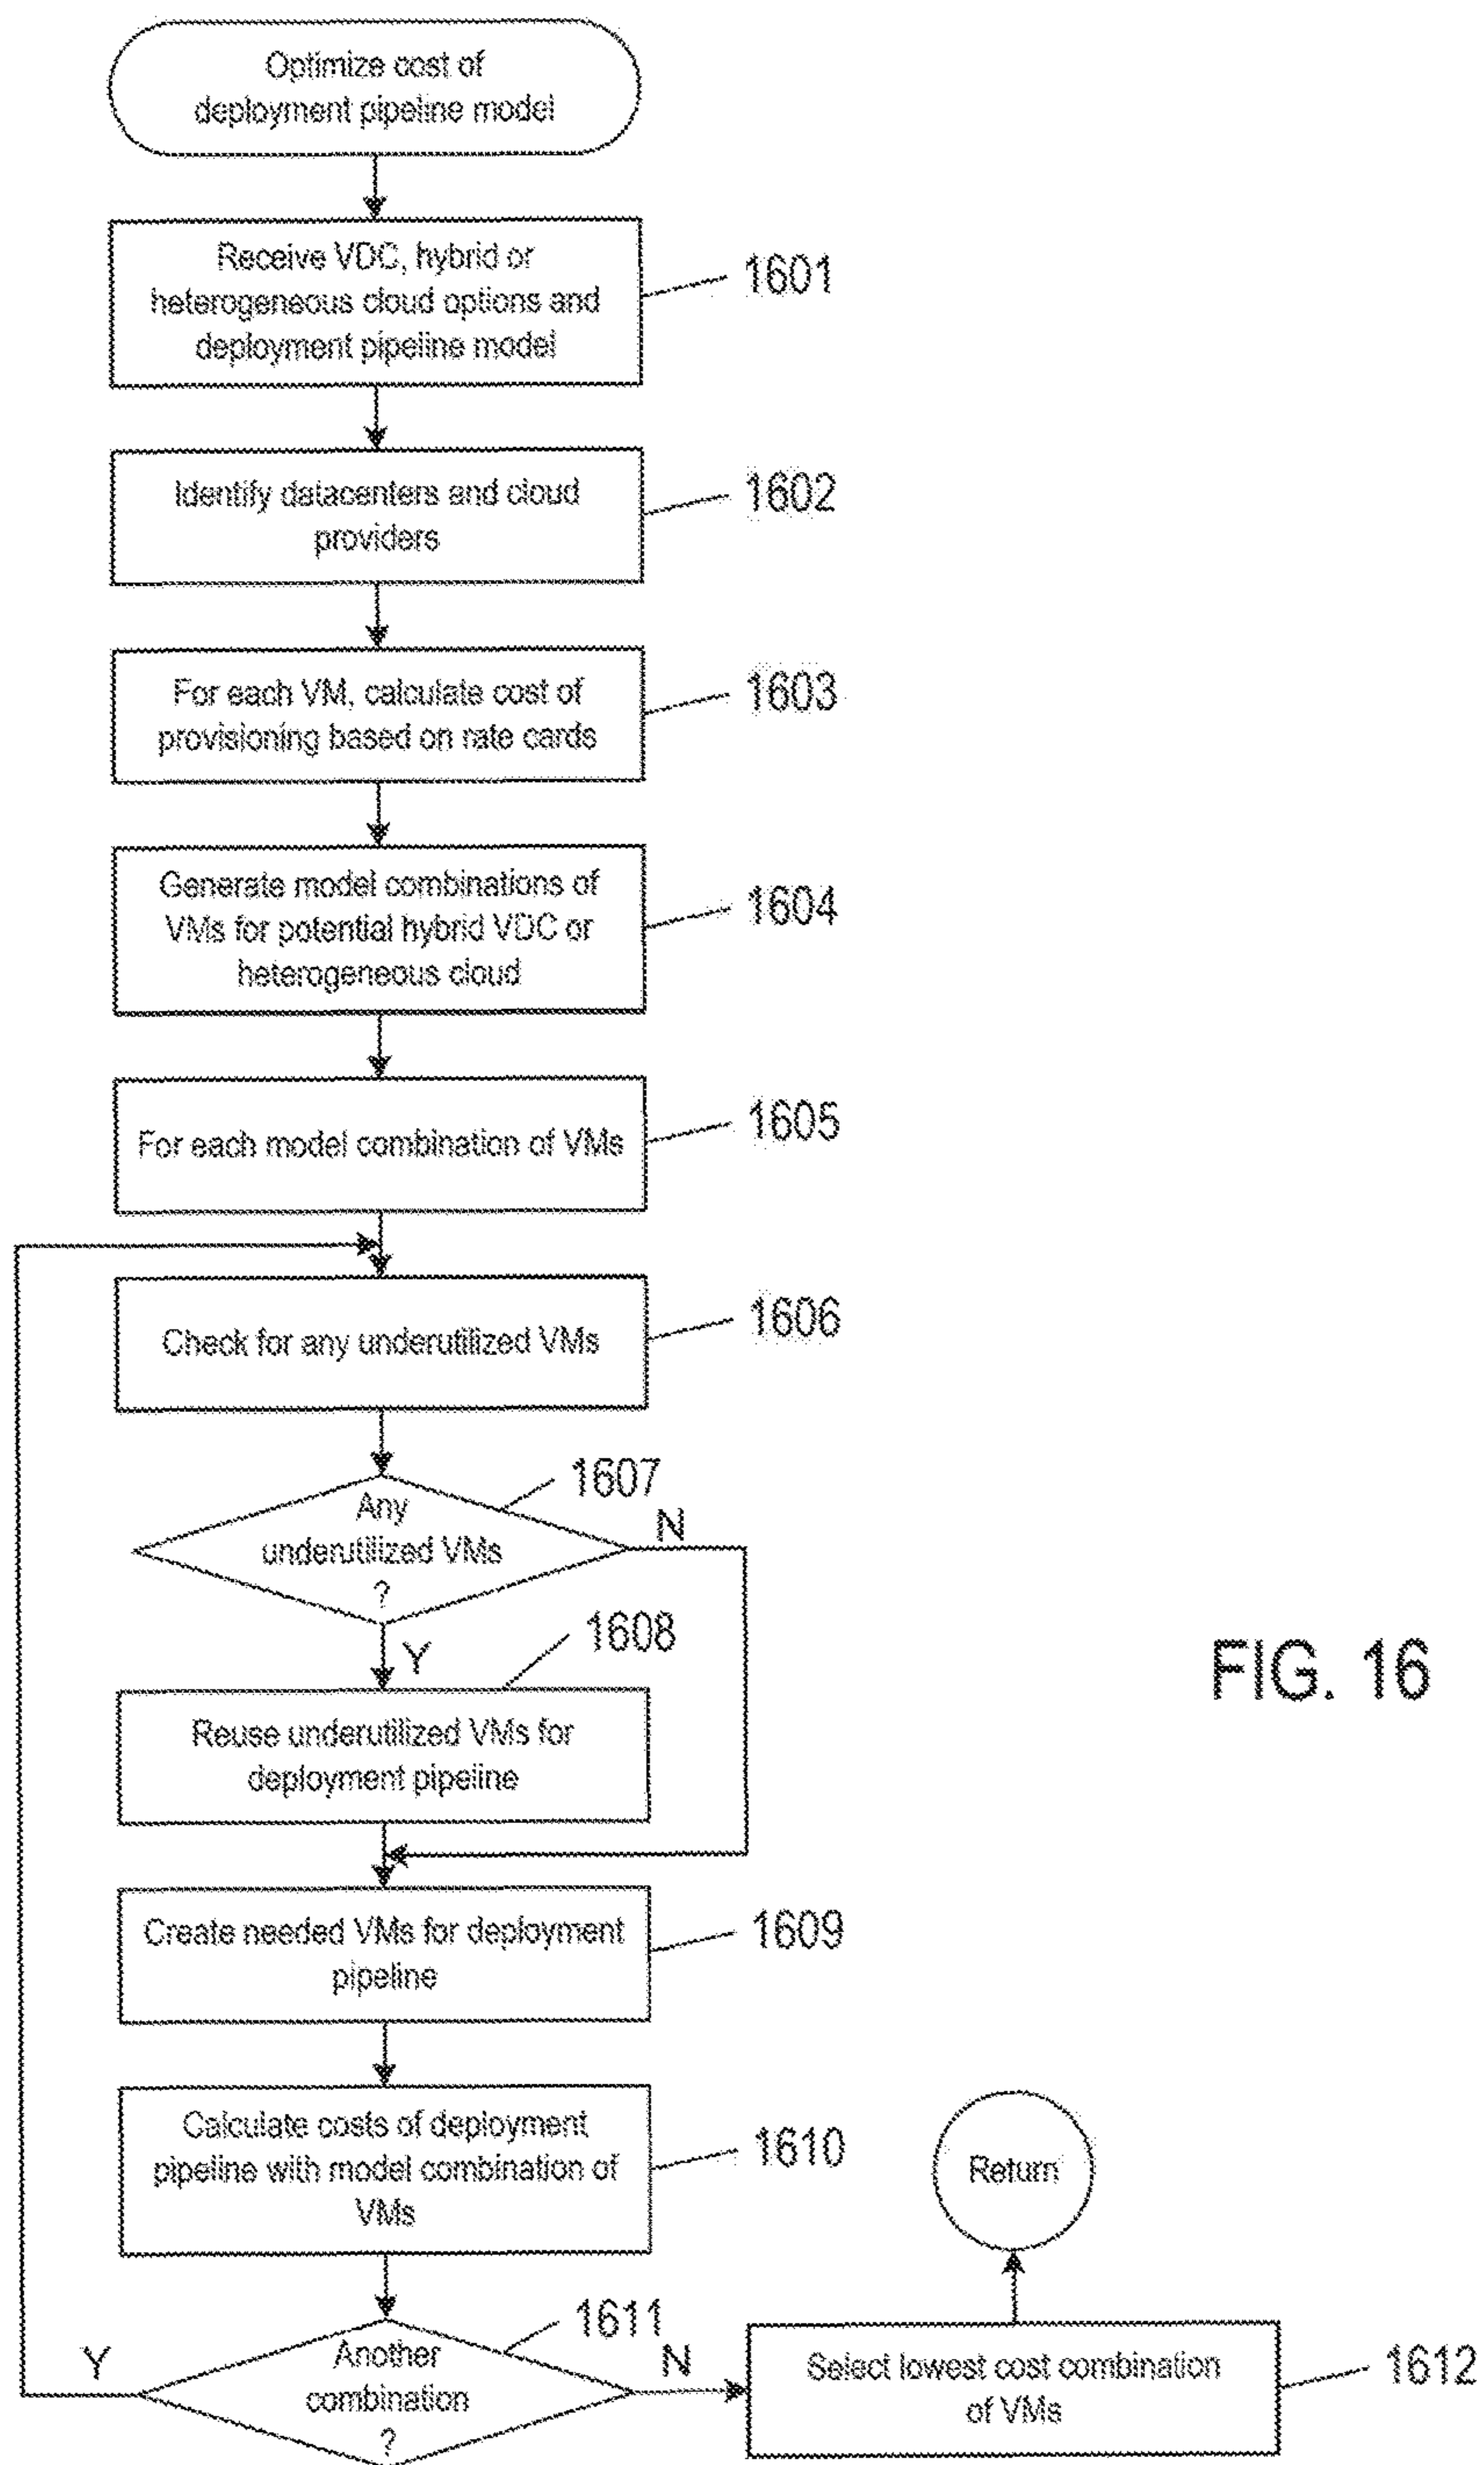 Optimize cost of
deployment pipeline model
Receive VDC, hybrid or
heterogeneous cloud options and
deployment pipeline model
1601
Identify datacenters and cloud
providers
1602
For each VM, calculate cost of
provisioning based on rate cards
1603
Generate model combinations of
VMs for potential hybrid VDC or
heterogeneous cloud
1604
For each model combination of VMs
1605
Check for any underutilized VMs
1606
Any
underutilized VMs
?
1607
N
Y
1608
Reuse underutilized VMs for
deployment pipeline
FIG. 16
Create needed VMs for deployment
pipeline
1609
Calculate costs of deployment
pipeline with model combination of
VMs
1610
Return
1611
Another
combination
?
Y
N
Select lowest cost combination
of VMs
1612